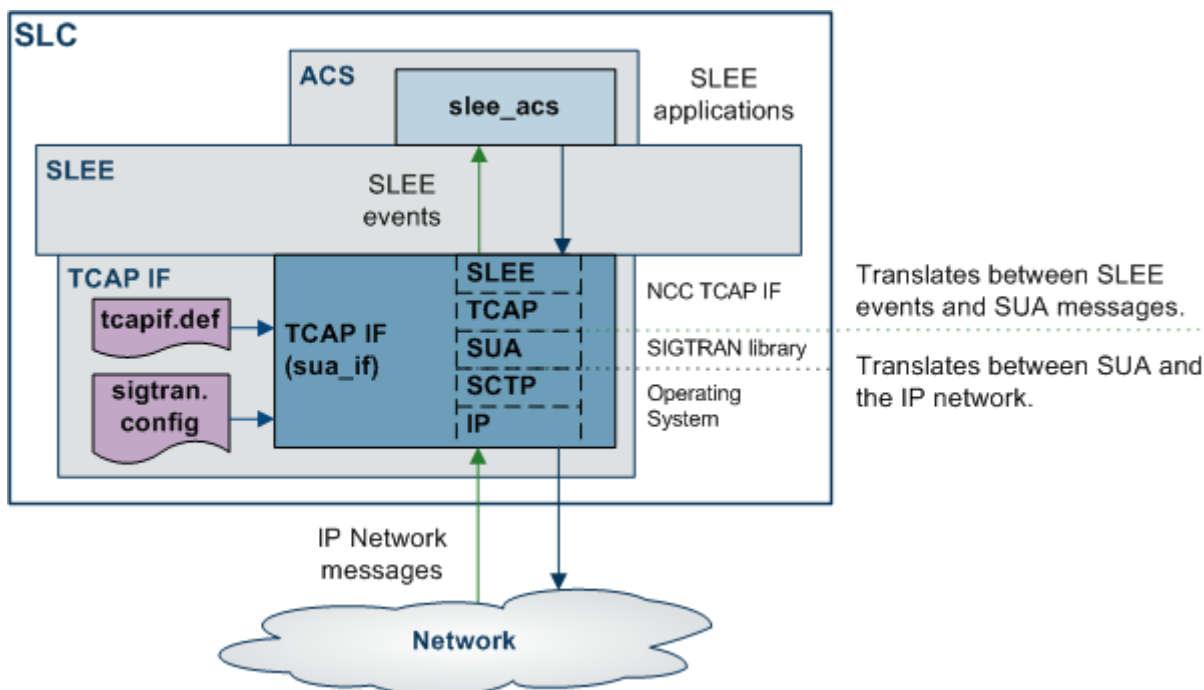 SLC
ACS
slee_acs
SLEE
applications
SLEE
SLEE
events
TCAP IF
tcapif.def
sigtran.
config
TCAP IF
(sua_if)
SLEE
TCAP
SUA
SCTP
IP
NCC TCAP IF
SIGTRAN library
Operating
System
Translates between SLEE
events and SUA messages.
Translates between SUA and
the IP network.
IP Network
messages
Network